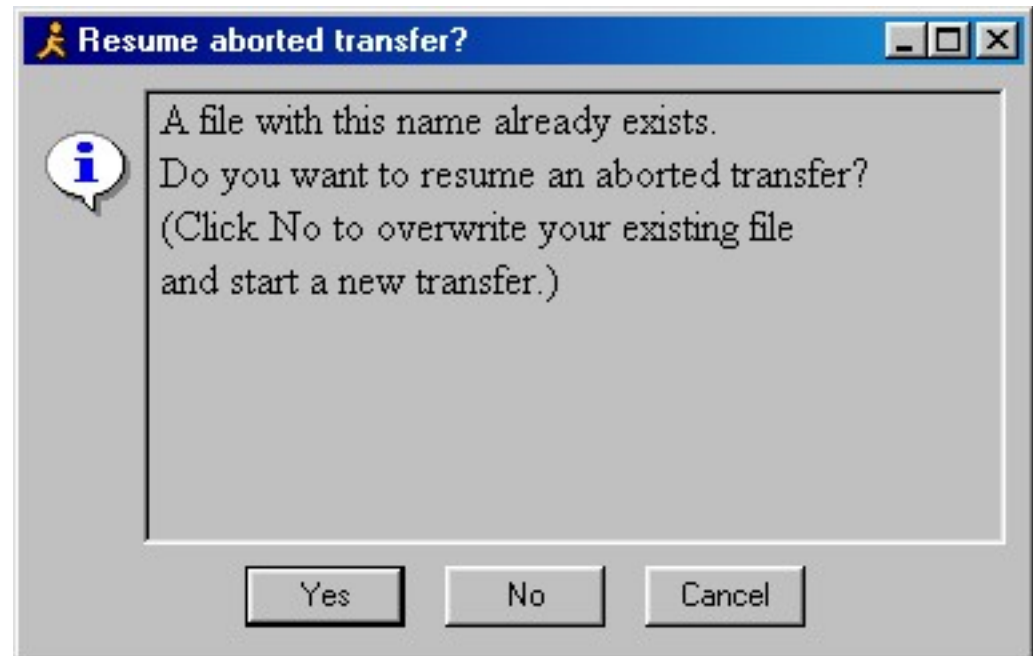 Resume aborted transfer?
A file with this name already exists.
Do you want to resume an aborted transfer?
(Click No to overwrite your existing file
and start a new transfer.)
Yes No Cancel